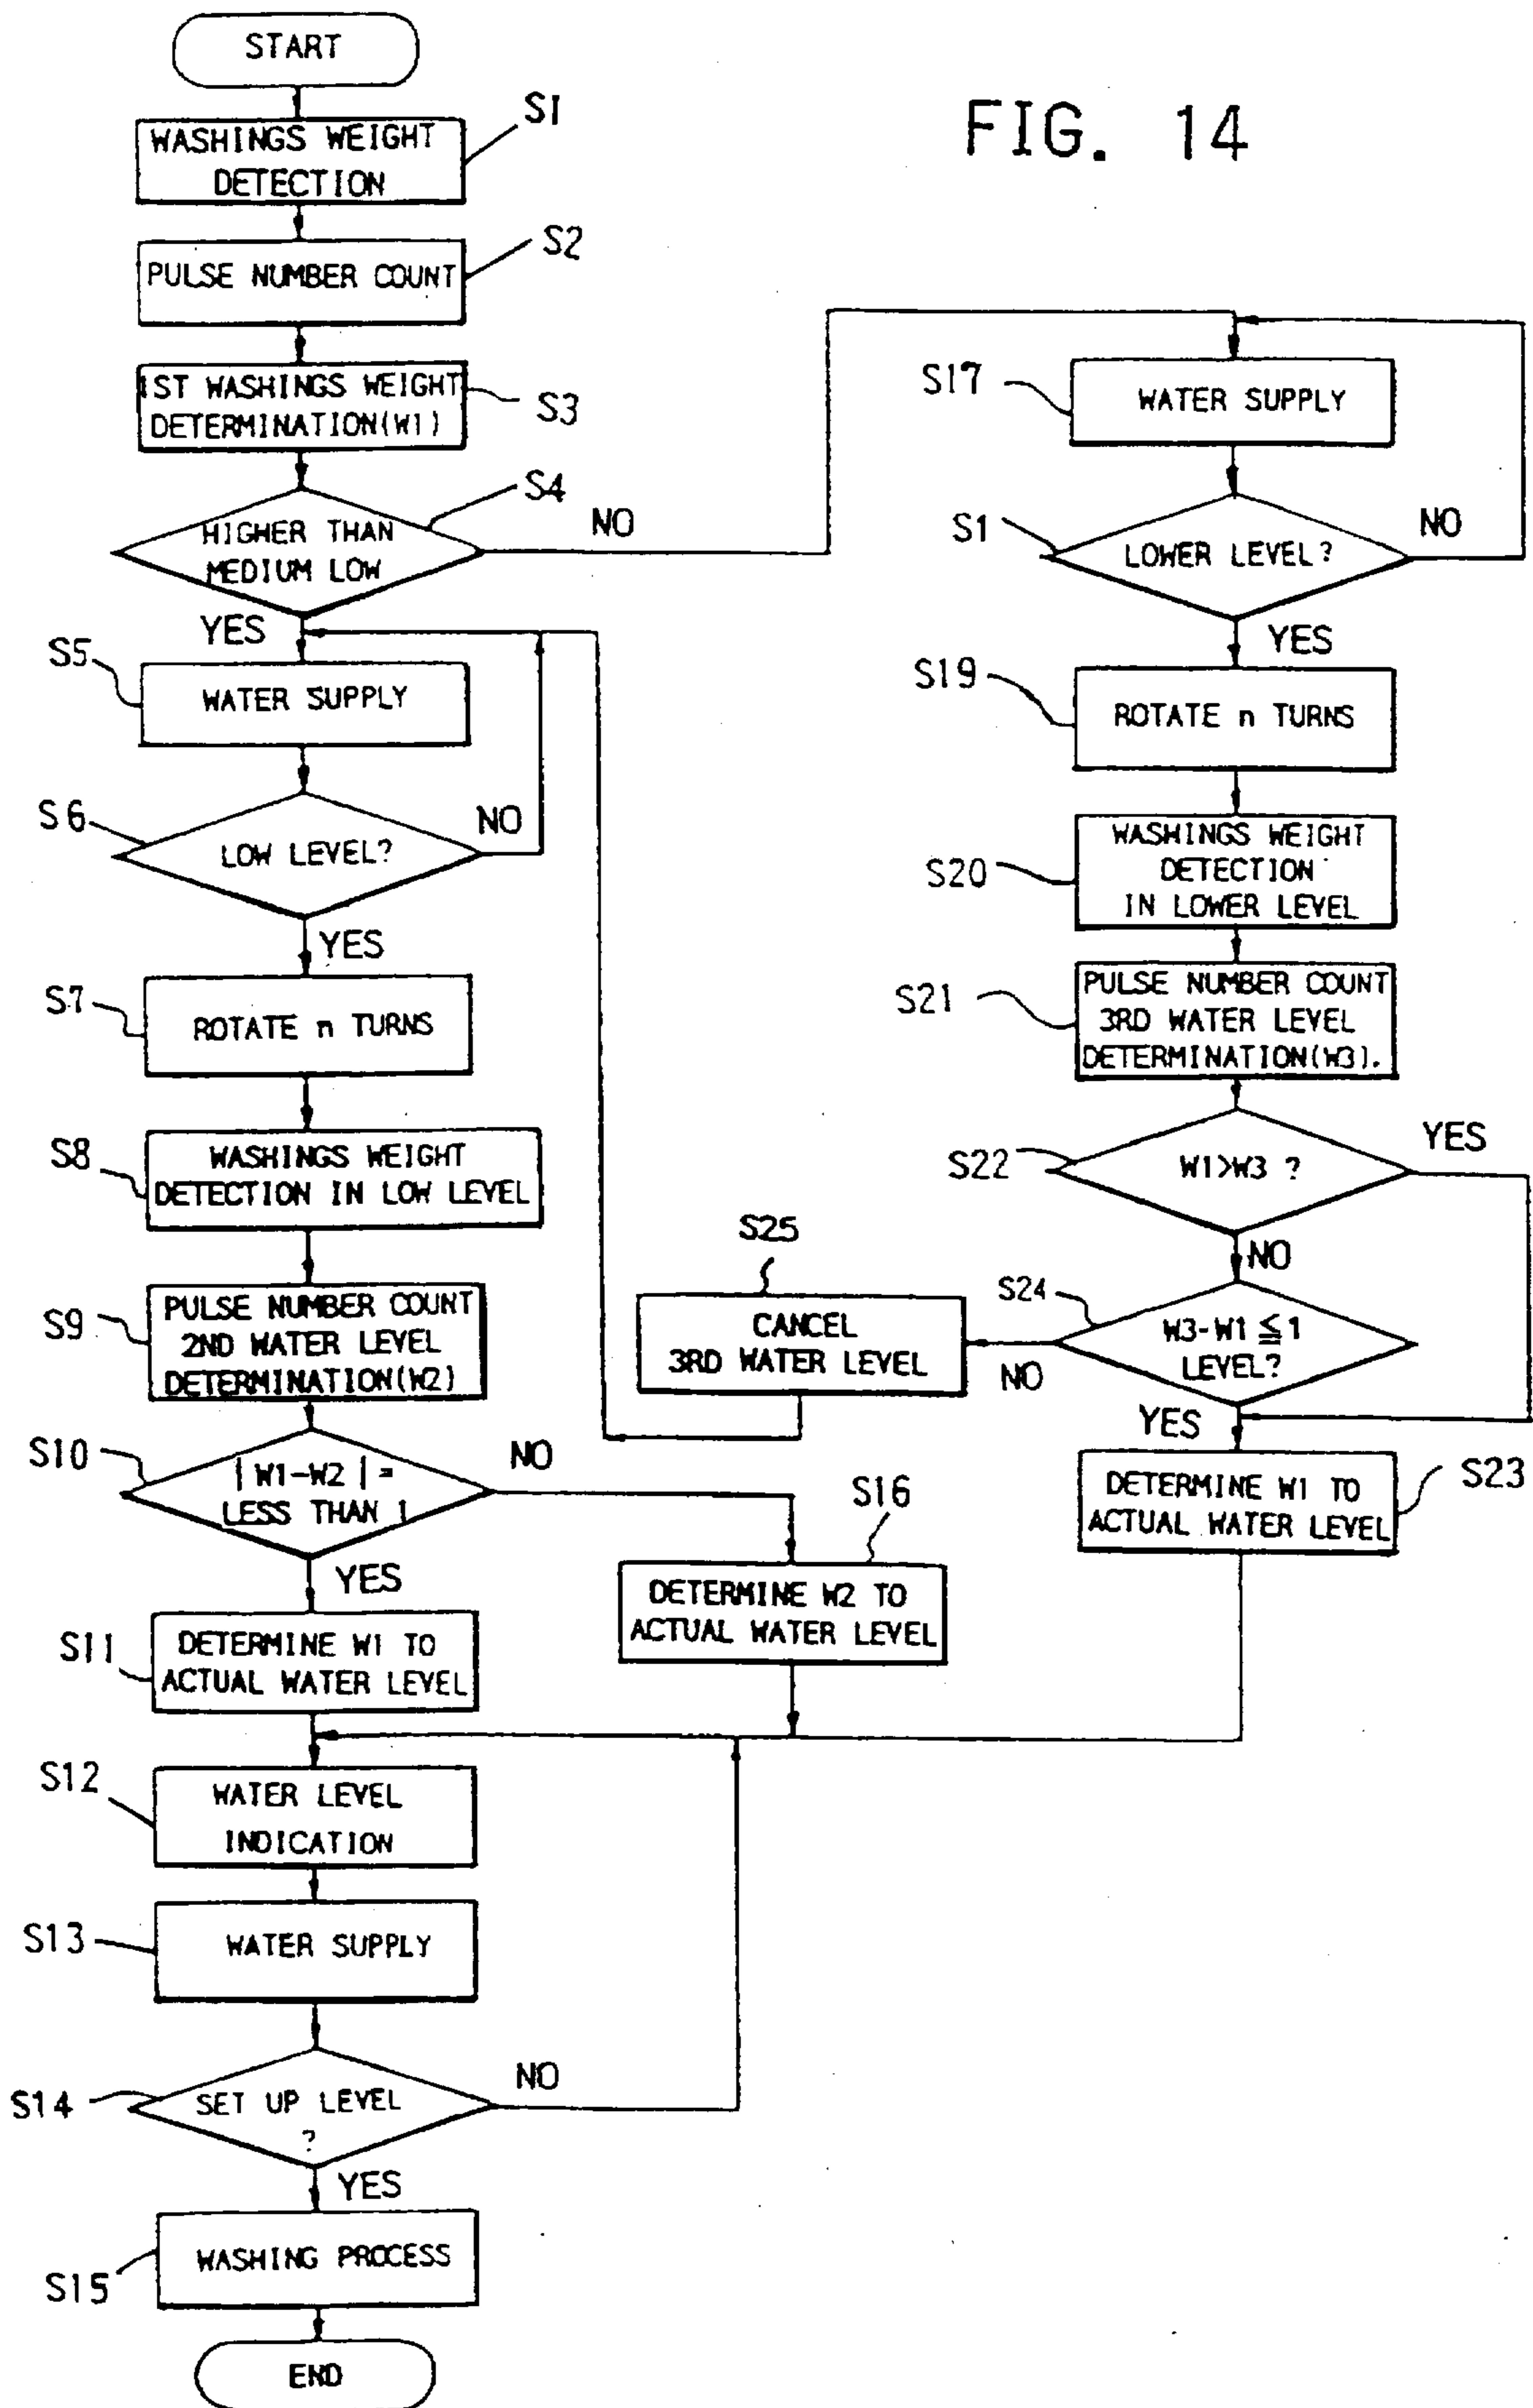 FIG. 14
START
WASHINGS WEIGHT
DETECTION
S1
PULSE NUMBER COUNT
S2
1ST WASHINGS WEIGHT
DETERMINATION(W1)
S3
HIGHER THAN
MEDIUM LOW
S4
NO
YES
WATER SUPPLY
S5
LOW LEVEL?
S6
NO
YES
ROTATE n TURNS
S7
WASHINGS WEIGHT
DETECTION IN LOW LEVEL
S8
PULSE NUMBER COUNT
2ND WATER LEVEL
DETERMINATION(W2)
S9
| W1-W2 | =
LESS THAN 1
S10
NO
YES
DETERMINE W1 TO
ACTUAL WATER LEVEL
S11
S16
DETERMINE W2 TO
ACTUAL WATER LEVEL
WATER LEVEL
INDICATION
S12
WATER SUPPLY
S13
SET UP LEVEL
?
S14
NO
YES
WASHING PROCESS
S15
END
S17
WATER SUPPLY
S1
LOWER LEVEL?
NO
YES
S19
ROTATE n TURNS
S20
WASHINGS WEIGHT
DETECTION
IN LOWER LEVEL
S21
PULSE NUMBER COUNT
3RD WATER LEVEL
DETERMINATION(W3).
S22
W1>W3 ?
YES
NO
S24
W3-W1 ≦ 1
LEVEL?
NO
YES
S25
CANCEL
3RD WATER LEVEL
DETERMINE W1 TO
ACTUAL WATER LEVEL
S23